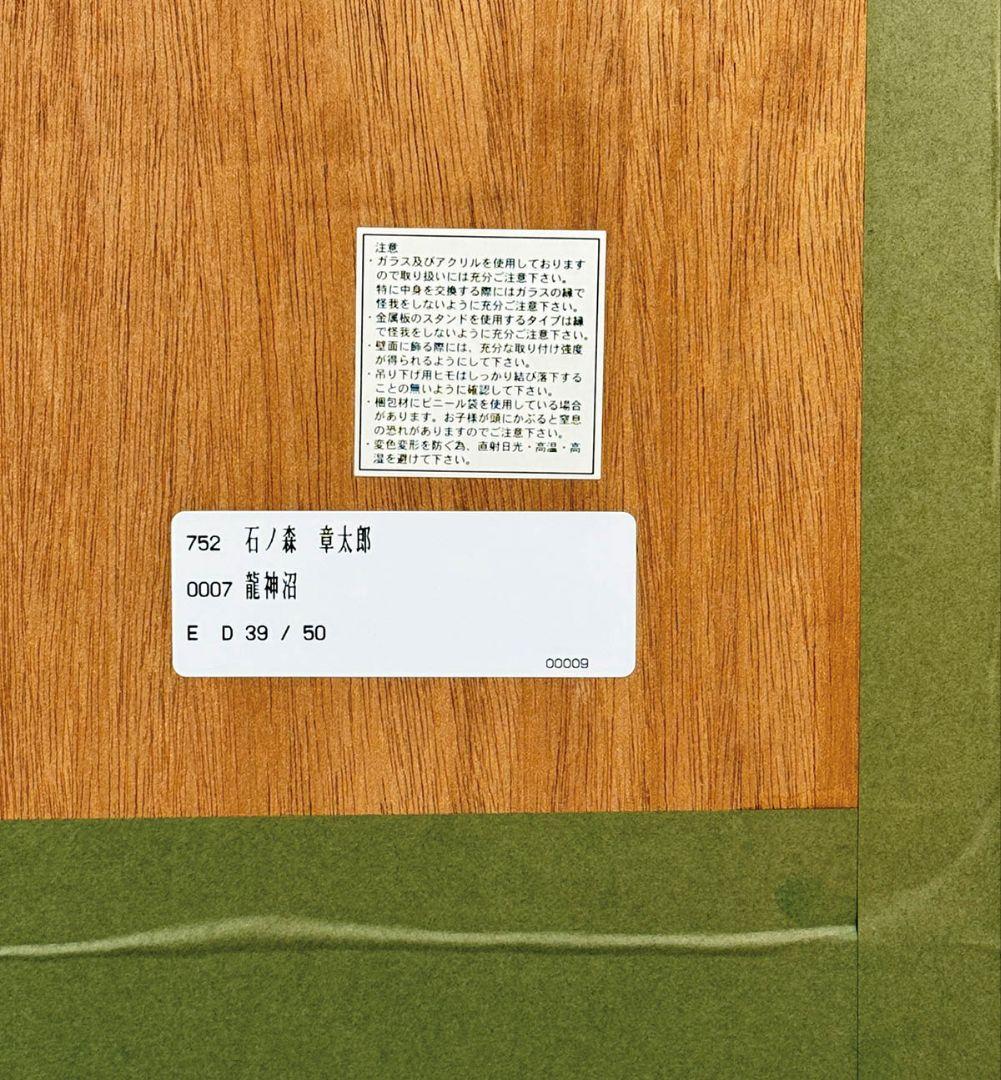 注意
・ガラス及びアクリルを使用しております
ので取り扱いには充分ご注意下さい。
特に中身を交換する際にはガラスの縁で
怪我をしないように充分ご注意下さい。
・金属板のスタンドを使用するタイプは縁
で怪我をしないように充分ご注意下さい。
・壁面に飾る際には、充分な取り付け強度
が得られるようにして下さい。
・吊り下げ用ヒモはしっかり結び落下する
ことの無いように確認して下さい。
・梱包材にビニール袋を使用している場合
があります。お子様が頭にかぶると窒息
の恐れがありますのでご注意下さい。
・変色変形を防ぐ為、直射日光・高温・高
湿を避けて下さい。
752 石ノ森 章太郎
0007 龍神沼
E D 39 / 50
00009